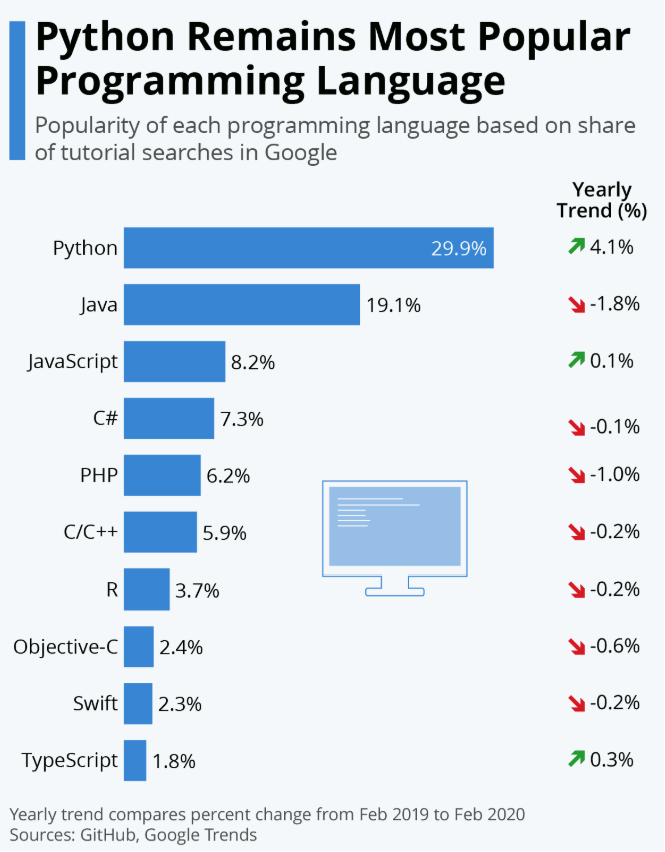 Python Remains Most Popular
Programming Language
Popularity of each programming language based on share
of tutorial searches in Google
Yearly
Trend (%)
Python 29.9% 4.1%
Java 19.1% -1.8%
JavaScript 8.2% 0.1%
C# 7.3% -0.1%
PHP 6.2% -1.0%
C/C++ 5.9% -0.2%
R 3.7% -0.2%
Objective-C 2.4% -0.6%
Swift 2.3% -0.2%
TypeScript 1.8% 0.3%
Yearly trend compares percent change from Feb 2019 to Feb 2020
Sources: GitHub, Google Trends